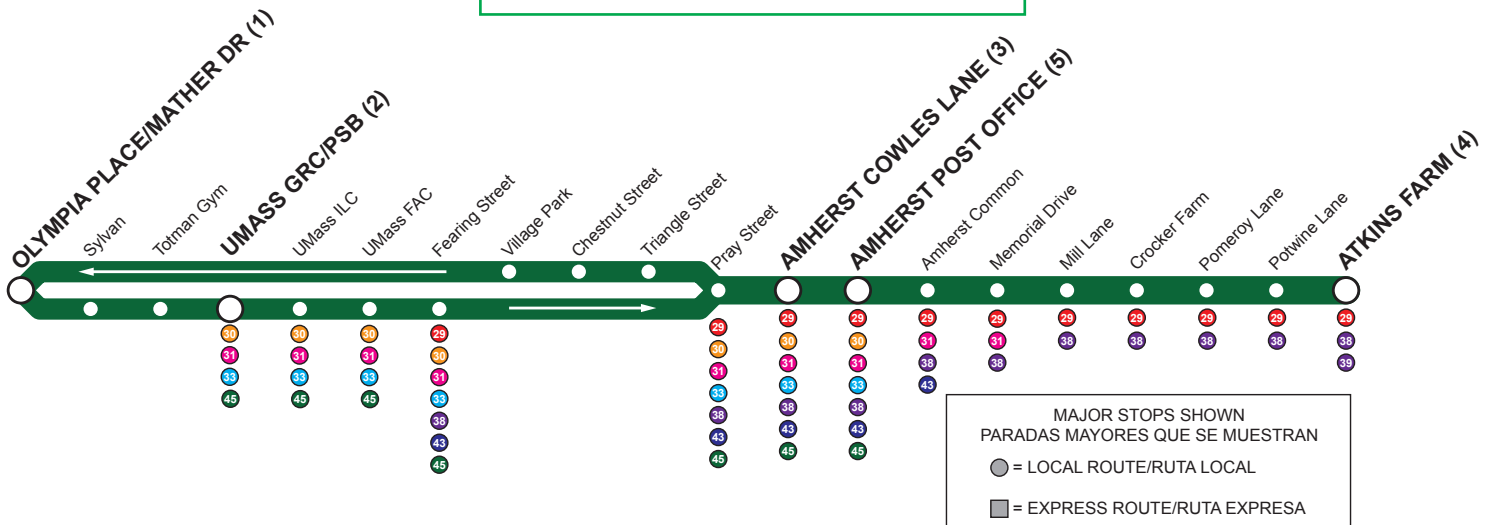 OLYMPIA PLACE/MATHER DR (1)
Sylvan
Totman Gym
UMASS GRC/PSB (2)
UMass ILC
UMass FAC
Fearing Street
Village Park
Chestnut Street
Triangle Street
Pray Street
AMHERST COWLES LANE (3)
AMHERST POST OFFICE (5)
Amherst Common
Memorial Drive
Mill Lane
Crocker Farm
Pomeroy Lane
Potwine Lane
ATKINS FARM (4)
30
31
33
45
30
31
33
45
30
31
33
45
29
30
31
33
38
43
45
29
30
31
33
38
43
45
29
30
31
33
38
43
45
29
30
31
33
38
43
45
29
31
38
43
29
31
38
29
38
29
38
29
38
29
38
29
38
39
MAJOR STOPS SHOWN
PARADAS MAYORES QUE SE MUESTRAN
= LOCAL ROUTE/RUTA LOCAL
= EXPRESS ROUTE/RUTA EXPRESA